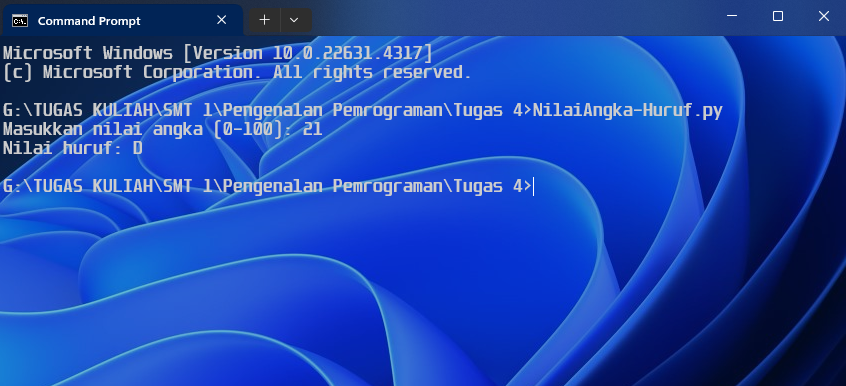 Command Prompt
Microsoft Windows [Version 10.0.22631.4317]
(c) Microsoft Corporation. All rights reserved.
G:\TUGAS KULIAH\SMT 1\Pengenalan Pemrograman\Tugas 4>NilaiAngka-Huruf.py
Masukkan nilai angka [0-100]: 21
Nilai huruf: D
G:\TUGAS KULIAH\SMT 1\Pengenalan Pemrograman\Tugas 4>